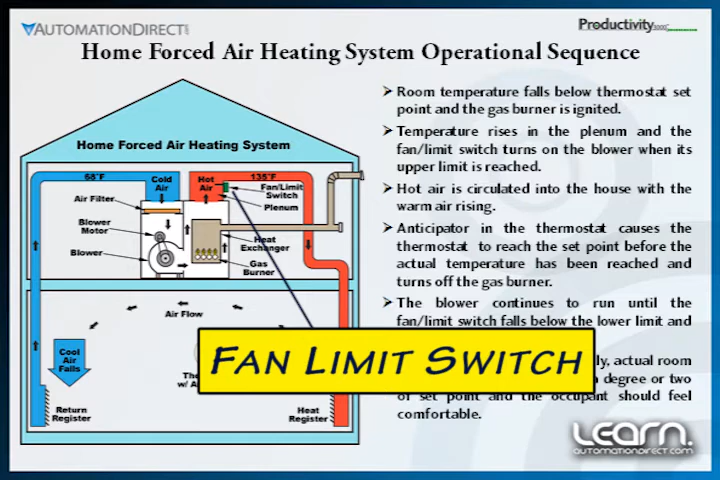 AUTOMATIONDIRECT
Productivity3000
Home Forced Air Heating System Operational Sequence
Home Forced Air Heating System
68°F
Cold
Air
Hot
Air
135°F
Fan/Limit
Switch
Plenum
Air Filter
Blower
Motor
Blower
Heat
Exchanger
Gas
Burner
Air Flow
Cool
Air
Falls
Return
Register
Heat
Register
Room temperature falls below thermostat set
point and the gas burner is ignited.
Temperature rises in the plenum and the
fan/limit switch turns on the blower when its
upper limit is reached.
Hot air is circulated into the house with the
warm air rising.
Anticipator in the thermostat causes the
thermostat to reach the set point before the
actual temperature has been reached and
turns off the gas burner.
The blower continues to run until the
fan/limit switch falls below the lower limit and
actual room
degree or two
of set point and the occupant should feel
comfortable.
FAN LIMIT SWITCH
LEARN.
AUTOMATIONDIRECT.COM